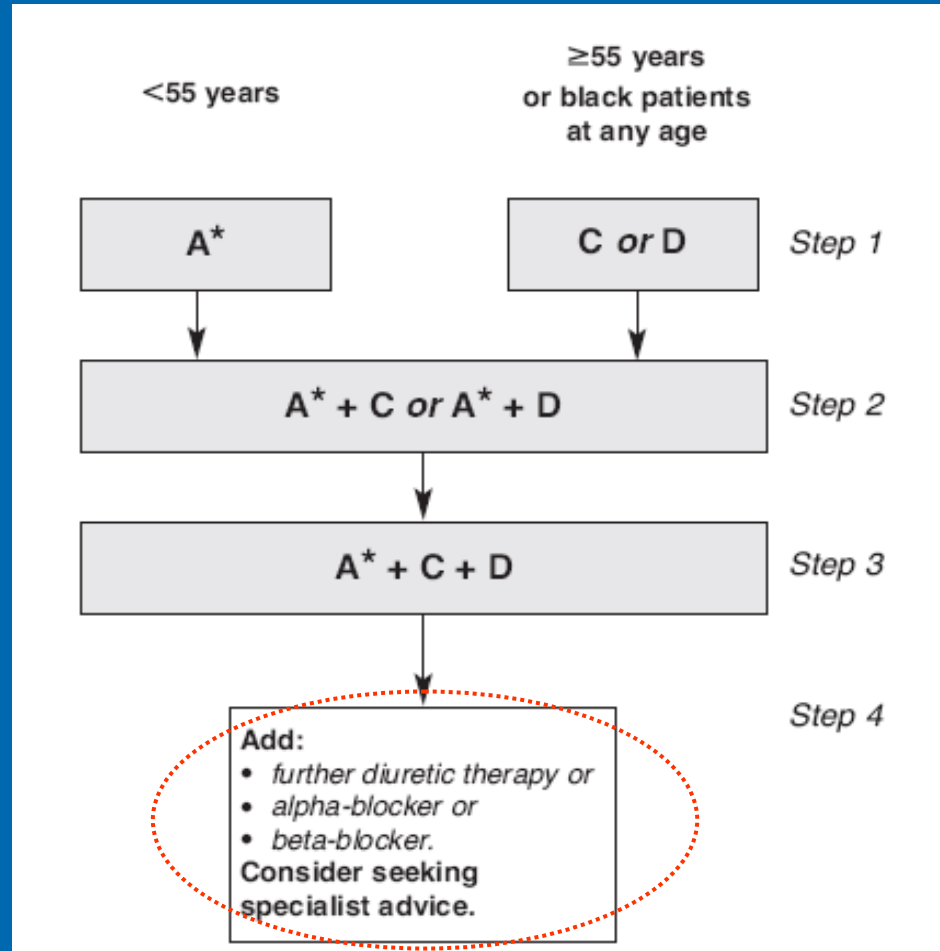 <55 years
≥55 years
or black patients
at any age
A*
C or D
Step 1
A* + C or A* + D
Step 2
A* + C + D
Step 3
Step 4
Add:
• further diuretic therapy or
• alpha-blocker or
• beta-blocker.
Consider seeking
specialist advice.